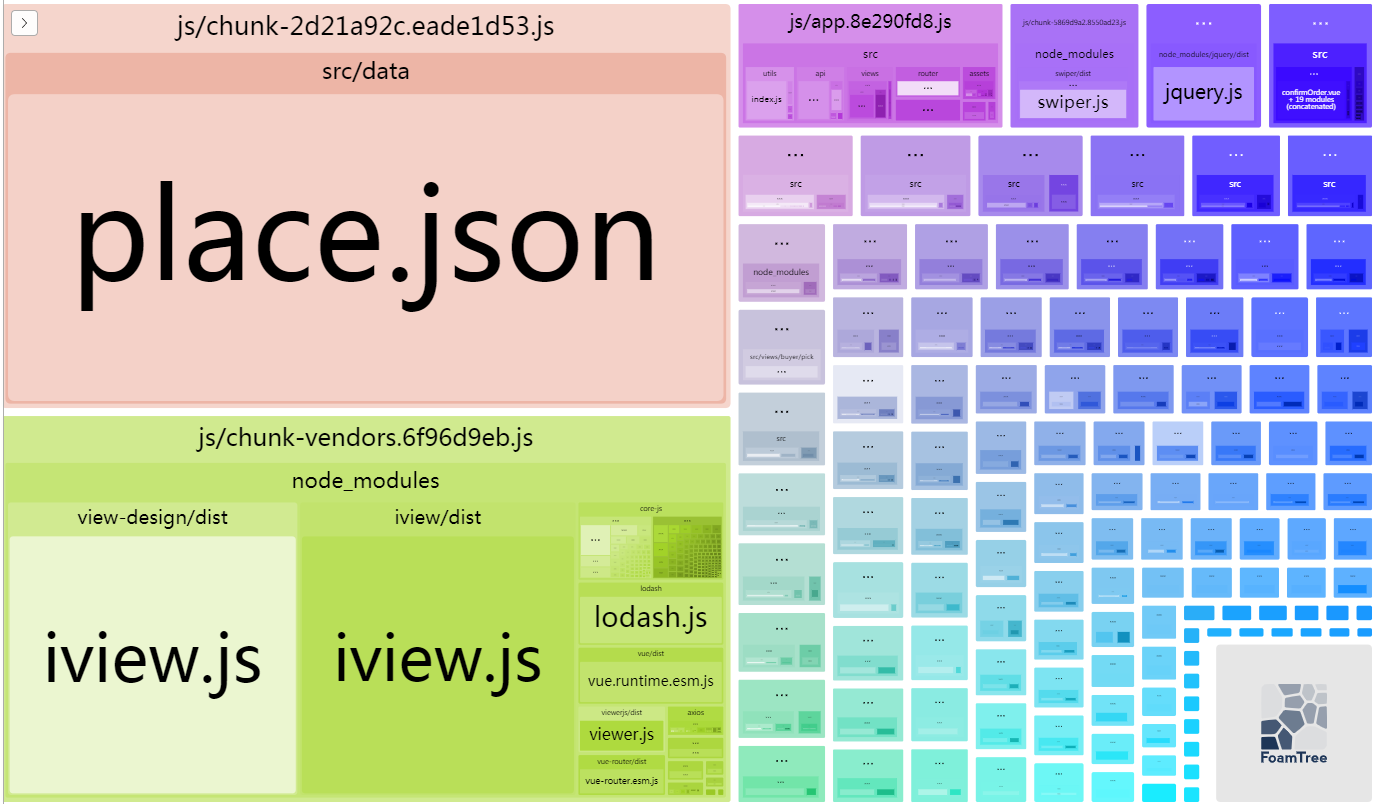 js/chunk-2d21a92c.eade1d53.js
src/data
place.json
js/chunk-vendors.6f96d9eb.js
node_modules
view-design/dist
iview.js
iview/dist
iview.js
core-js
...
lodash
lodash.js
vue/dist
vue.runtime.esm.js
viewerjs/dist
viewer.js
axios
vue-router/dist
vue-router.esm.js
js/app.8e290fd8.js
src
utils
index.js
api
...
views
...
router
...
...
assets
js/chunk-5869d9a2.8550ad23.js
node_modules
swiper/dist
...
swiper.js
...
node_modules/jquery/dist
jquery.js
...
src
...
confirmOrder.vue
+ 19 modules
(concatenated)
...
src
...
src
...
src
...
src
...
src
...
src
...
node_modules
...
src/views/buyer/pick
...
...
src
FoamTree